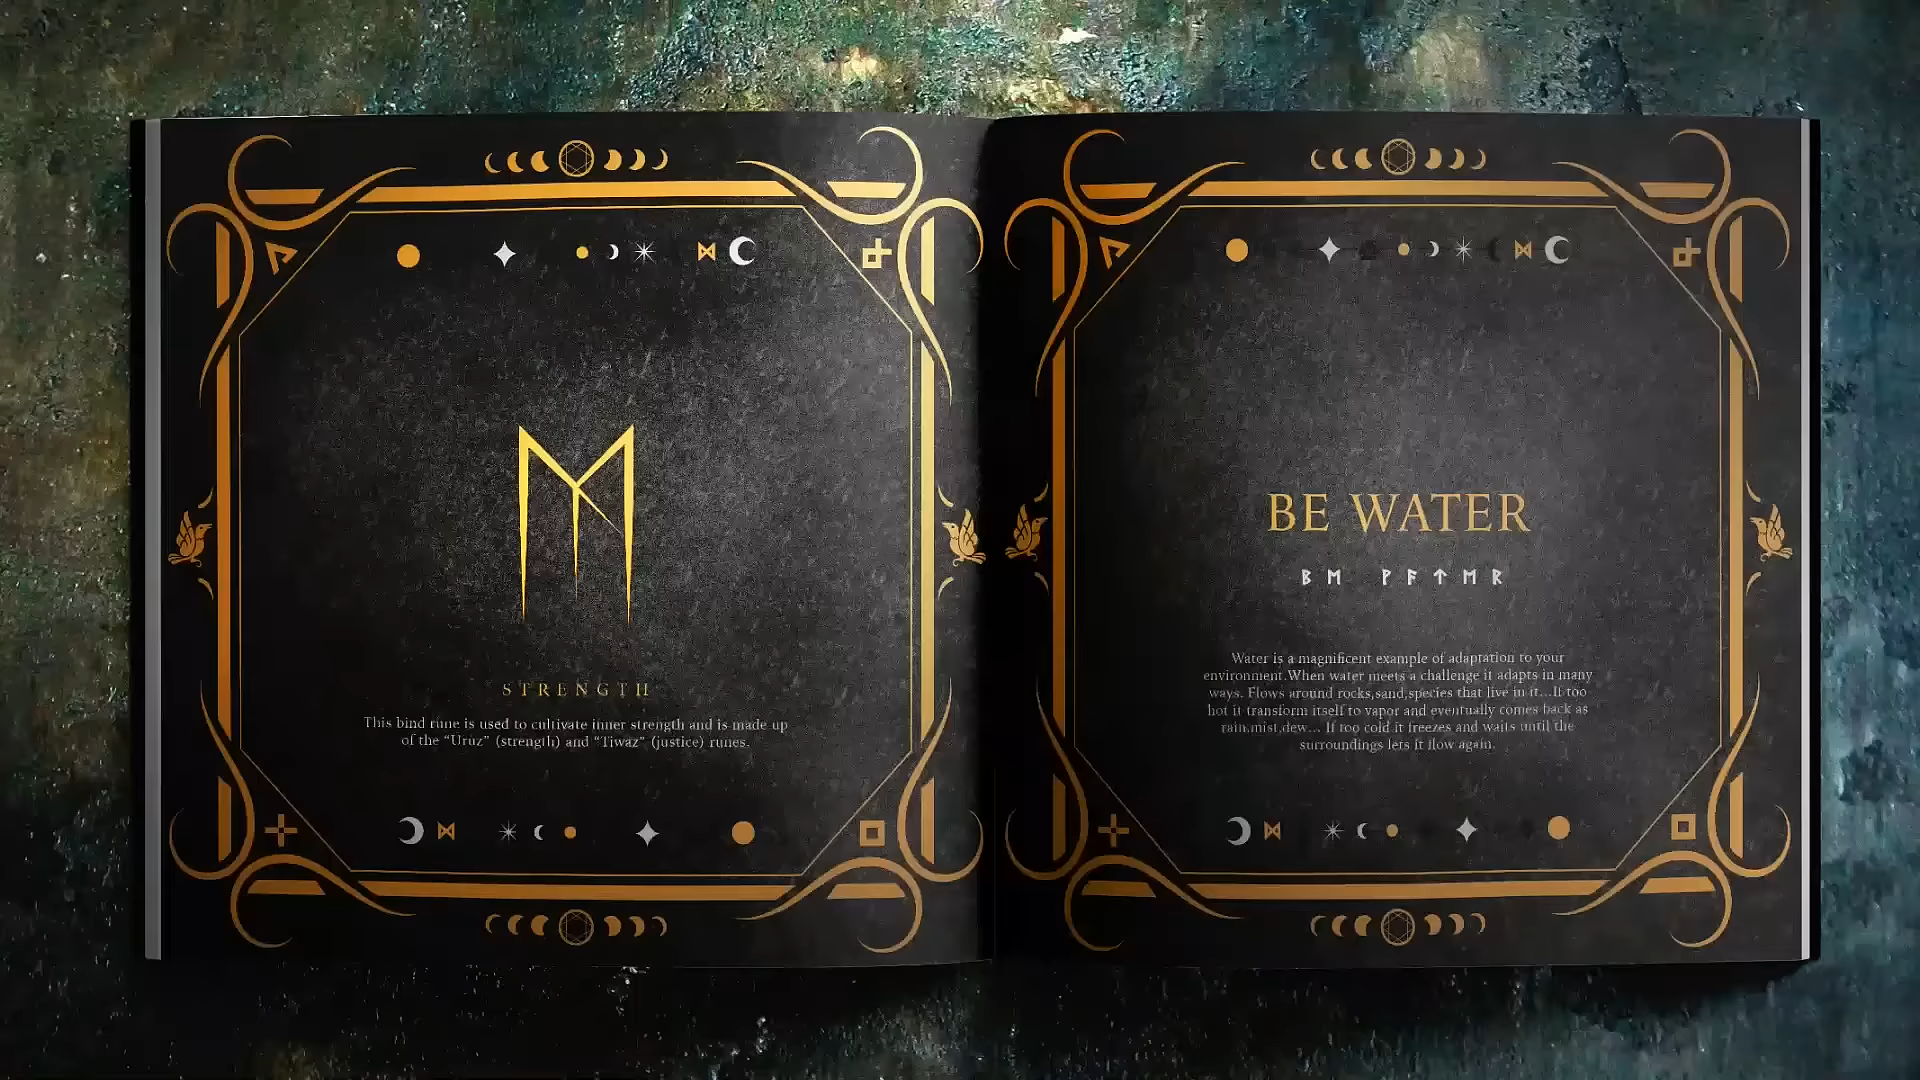 STRENGTH
This bind rune is used to cultivate inner strength and is made up
of the “Uruz” (strength) and “Tiwaz” (justice) runes.
BE WATER
ᛒᛖ ᚹᚨᛏᛖᚱ
Water is a magnificent example of adaptation to your
environment.When water meets a challenge it adapts in many
ways. Flows around rocks,sand,species that live in it...If too
hot it transform itself to vapor and eventually comes back as
rain,mist,dew... If too cold it freezes and waits until the
surroundings lets it flow again.